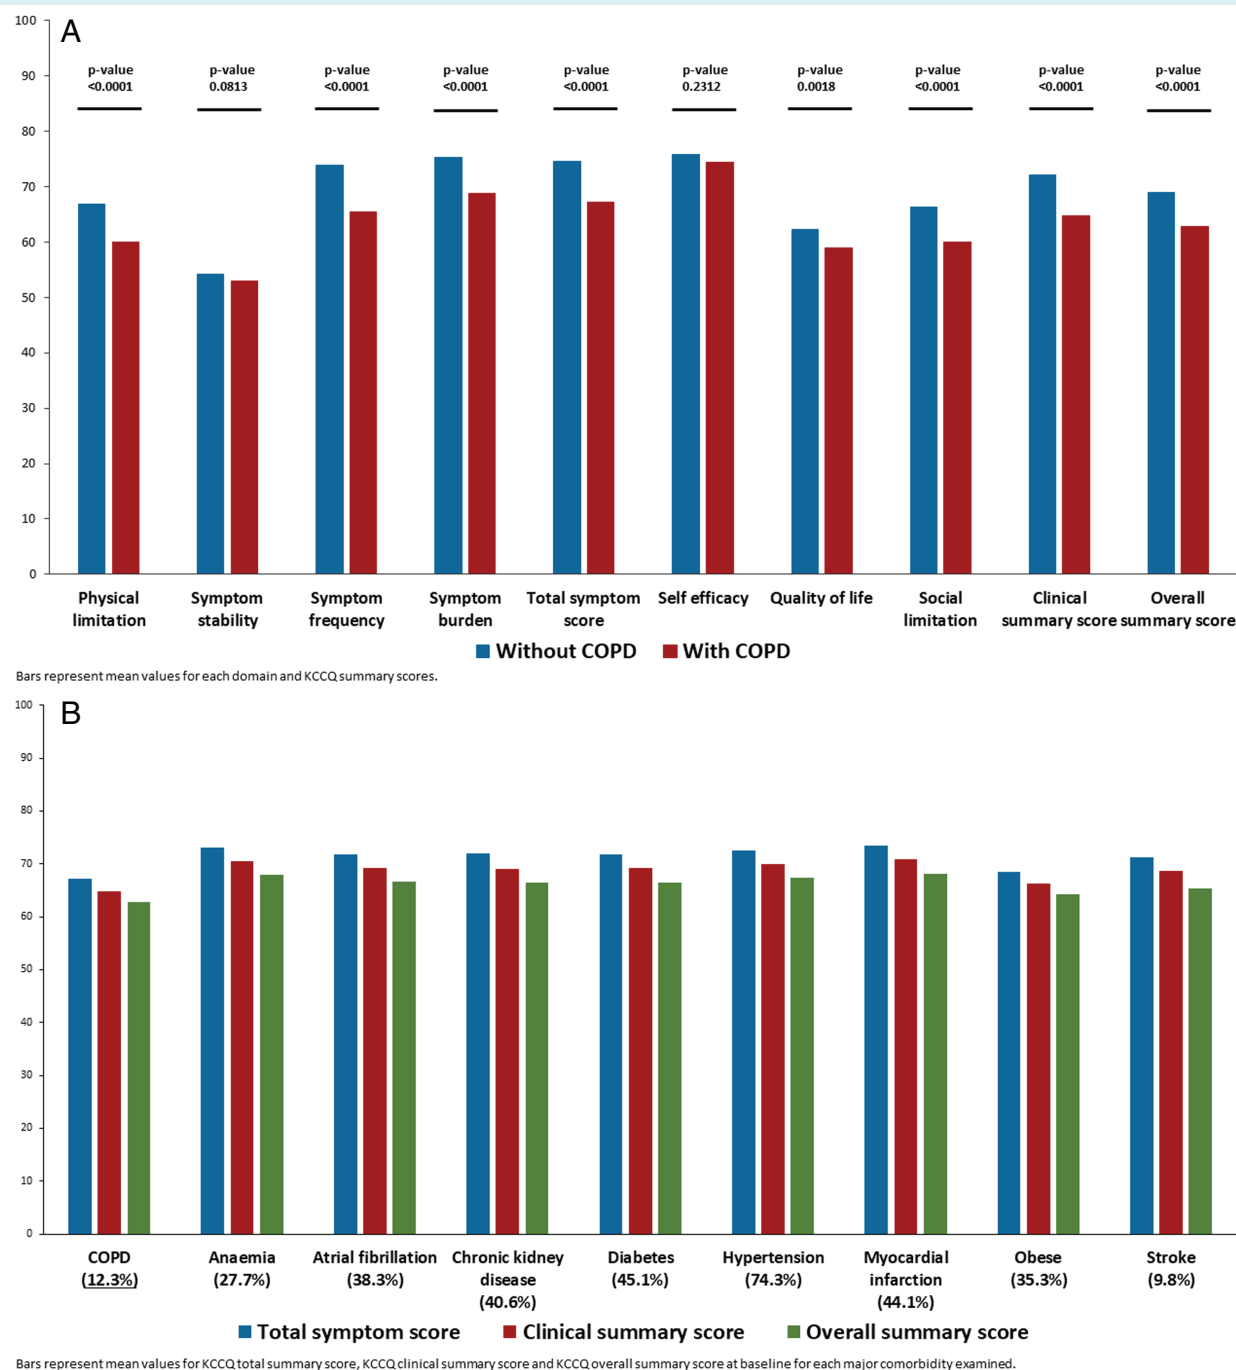 A
100
90
80
70
60
50
40
30
20
10
0
p-value p-value p-value p-value p-value p-value p-value p-value p-value p-value
<0.0001 0.0813 <0.0001 <0.0001 <0.0001 0.2312 0.0018 <0.0001 <0.0001 <0.0001
Physical Symptom Symptom Symptom Total symptom Self efficacy Quality of life Social Clinical Overall
limitation stability frequency burden score limitation summary score summary score
Without COPD With COPD
Bars represent mean values for each domain and KCCQ summary scores.
B
100
90
80
70
60
50
40
30
20
10
0
COPD Anaemia Atrial fibrillation Chronic kidney Diabetes Hypertension Myocardial Obese Stroke
(12.3%) (27.7%) (38.3%) disease (45.1%) (74.3%) infarction (35.3%) (9.8%)
(40.6%) (44.1%)
Total symptom score Clinical summary score Overall summary score
Bars represent mean values for KCCQ total summary score, KCCQ clinical summary score and KCCQ overall summary score at baseline for each major comorbidity examined.